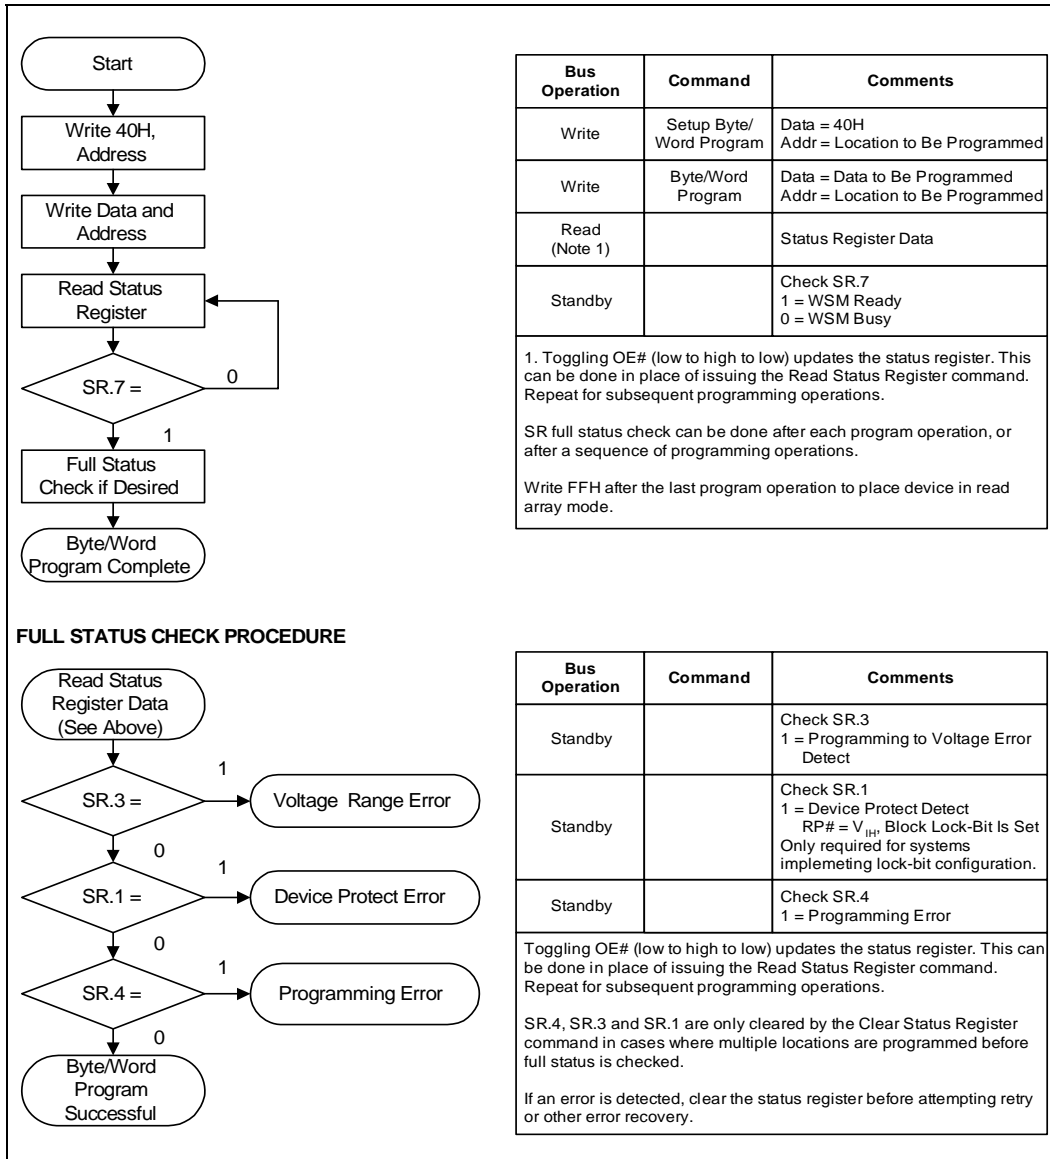 Start
Write 40H,
Address
Write Data and
Address
Read Status
Register
SR.7 =
0
1
Full Status
Check if Desired
Byte/Word
Program Complete
Bus
Operation
Command
Comments
Write
Setup Byte/
Word Program
Data = 40H
Addr = Location to Be Programmed
Write
Byte/Word
Program
Data = Data to Be Programmed
Addr = Location to Be Programmed
Read
(Note 1)
Status Register Data
Standby
Check SR.7
1 = WSM Ready
0 = WSM Busy
1. Toggling OE# (low to high to low) updates the status register. This
can be done in place of issuing the Read Status Register command.
Repeat for subsequent programming operations.
SR full status check can be done after each program operation, or
after a sequence of programming operations.
Write FFH after the last program operation to place device in read
array mode.
FULL STATUS CHECK PROCEDURE
Read Status
Register Data
(See Above)
SR.3 =
1
Voltage Range Error
0
SR.1 =
1
Device Protect Error
0
SR.4 =
1
Programming Error
0
Byte/Word
Program
Successful
Bus
Operation
Command
Comments
Standby
Check SR.3
1 = Programming to Voltage Error
Detect
Standby
Check SR.1
1 = Device Protect Detect
RP# = VIH, Block Lock-Bit Is Set
Only required for systems
implemeting lock-bit configuration.
Standby
Check SR.4
1 = Programming Error
Toggling OE# (low to high to low) updates the status register. This can
be done in place of issuing the Read Status Register command.
Repeat for subsequent programming operations.
SR.4, SR.3 and SR.1 are only cleared by the Clear Status Register
command in cases where multiple locations are programmed before
full status is checked.
If an error is detected, clear the status register before attempting retry
or other error recovery.